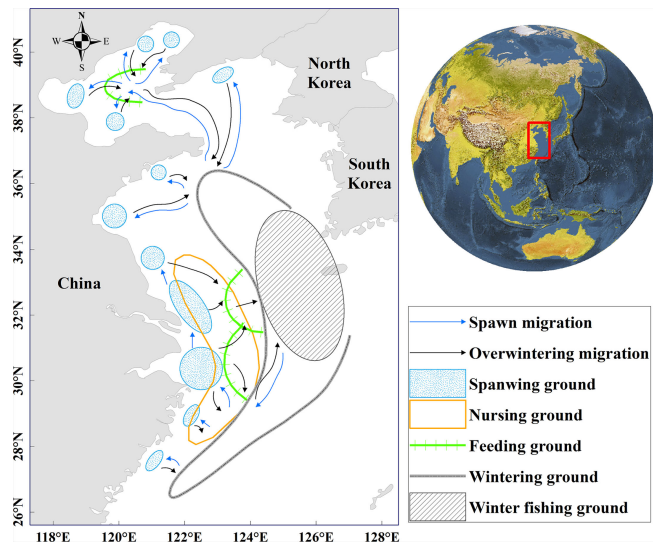 N
W E
S
40°N
38°N
36°N
34°N
32°N
30°N
28°N
26°N
North
Korea
South
Korea
China
118°E 120°E 122°E 124°E 126°E 128°E
Spawn migration
Overwintering migration
Spanwing ground
Nursing ground
Feeding ground
Wintering ground
Winter fishing ground